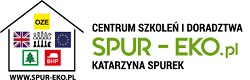 OZE
BHP
WWW.SPUR-EKO.PL
CENTRUM SZKOLEŃ I DORADZTWA
SPUR - EKO.pl
KATARZYNA SPUREK